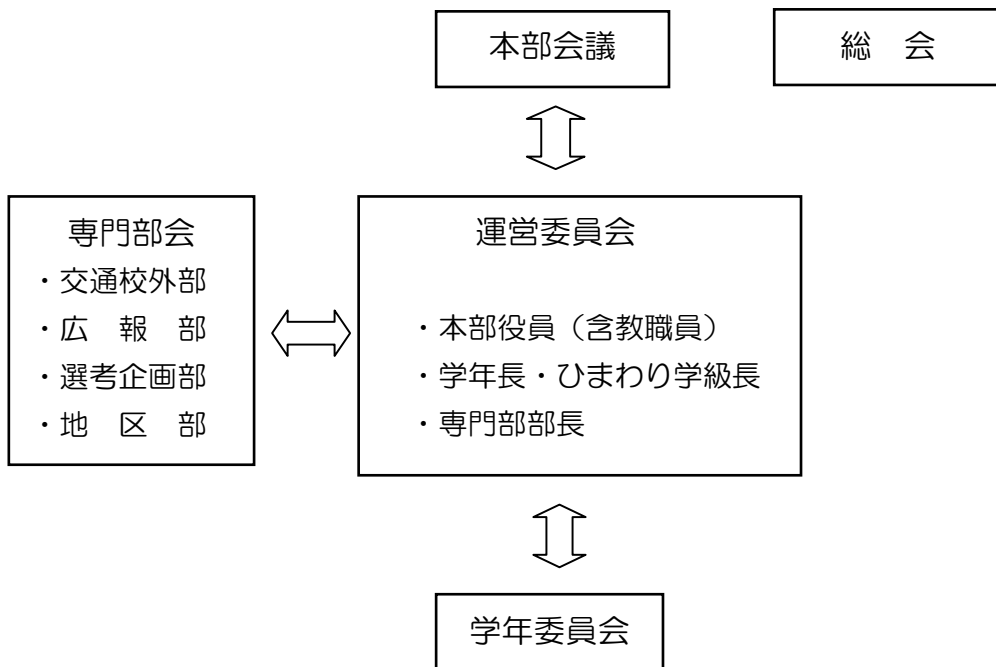 本部会議
総　会
専門部会
・交通校外部
・広　報　部
・選考企画部
・地　区　部
運営委員会
・本部役員（含教職員）
・学年長・ひまわり学級長
・専門部部長
学年委員会